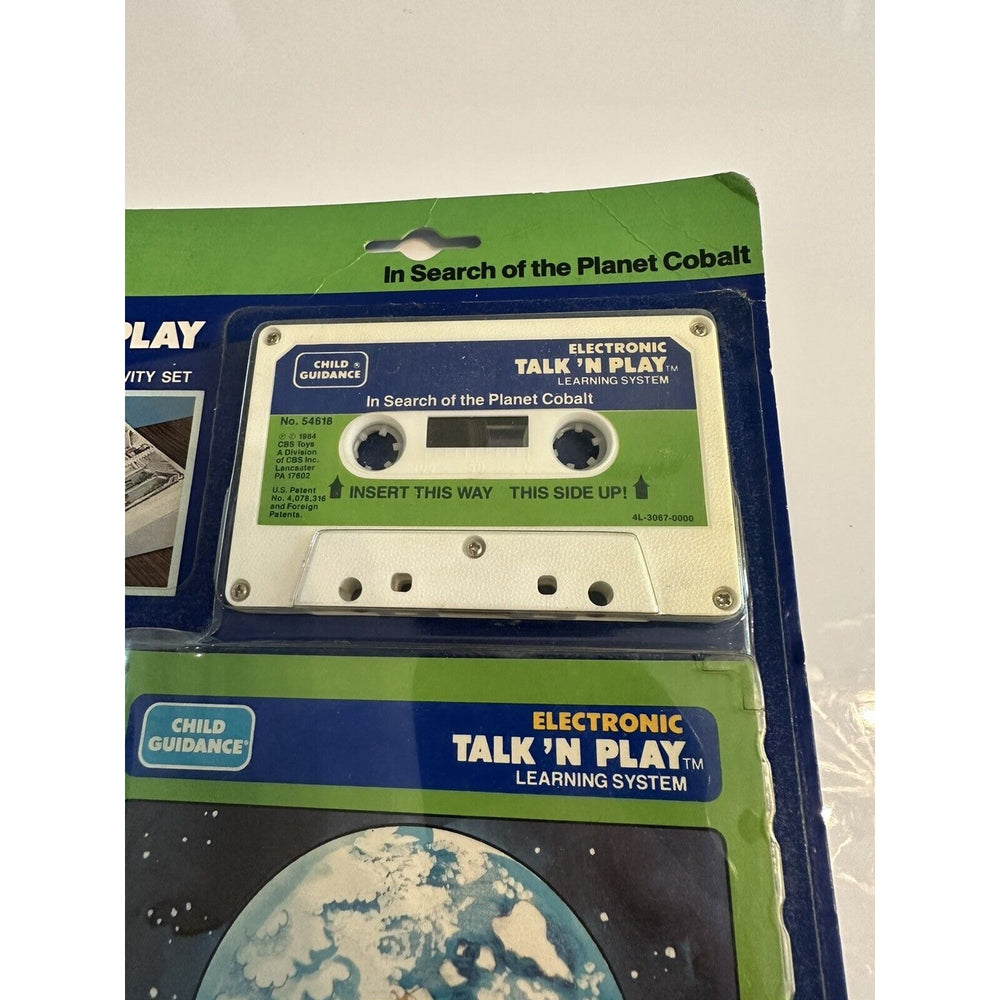 In Search of the Planet Cobalt
PLAY
VITY SET
CHILD ®
GUIDANCE
ELECTRONIC
TALK 'N PLAY™
LEARNING SYSTEM
In Search of the Planet Cobalt
No. 54618
℗ © 1984
CBS Toys
A Division
of CBS Inc.
Lancaster
PA 17602
U.S. Patent
No. 4,078,316
and Foreign
Patents.
INSERT THIS WAY THIS SIDE UP!
4L-3067-0000
CHILD
GUIDANCE®
ELECTRONIC
TALK 'N PLAY™
LEARNING SYSTEM